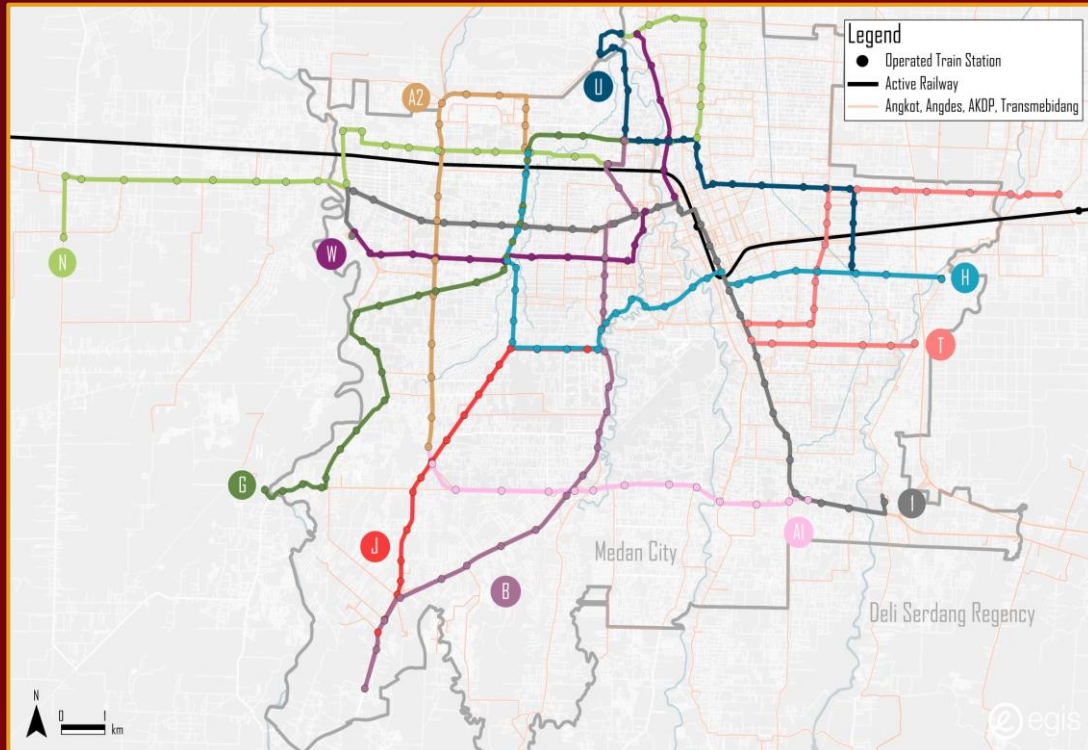 Legend
Operated Train Station
Active Railway
Angkot, Angdes, AKDP, Transmebidang
U
A2
N
W
H
T
G
I
A1
J
B
Medan City
Deli Serdang Regency
N
0 1
km
egis